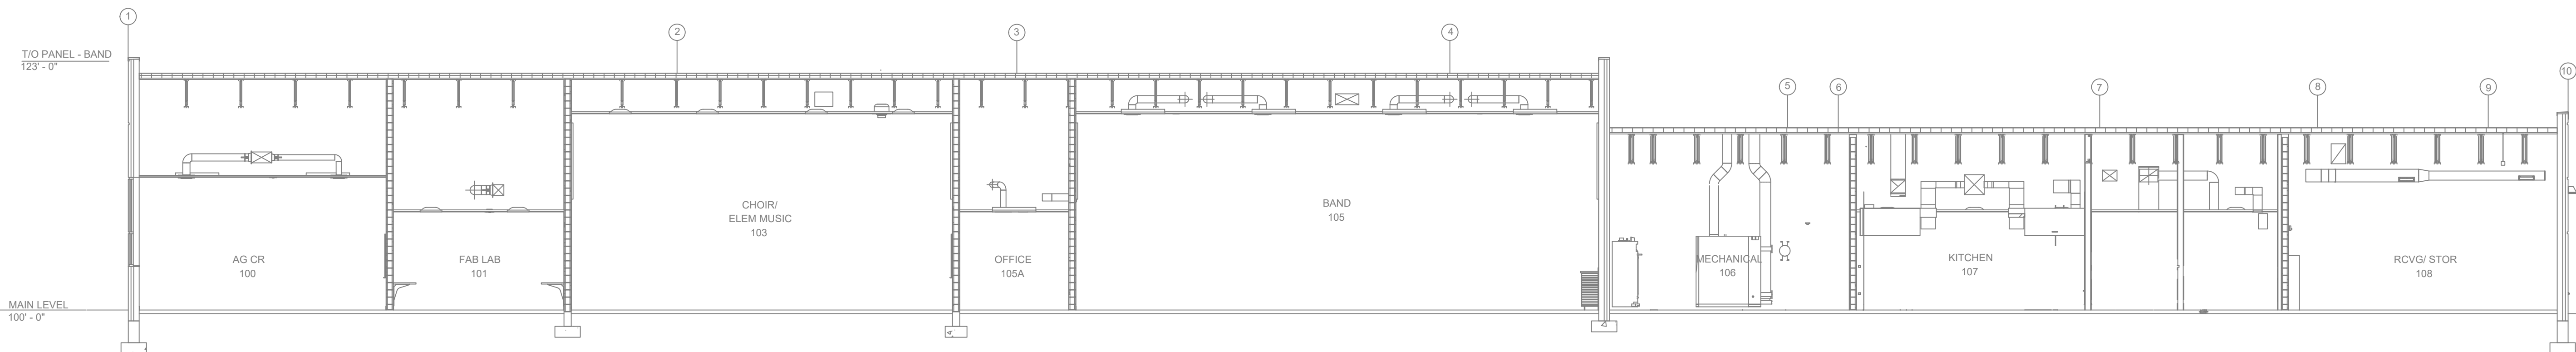 1
2
3
4
T/O PANEL - BAND
123' - 0"
5
6
7
8
9
10
CHOIR/
ELEM MUSIC
103
BAND
105
AG CR
100
FAB LAB
101
OFFICE
105A
MECHANICAL
106
KITCHEN
107
RCVG/ STOR
108
MAIN LEVEL
100' - 0"